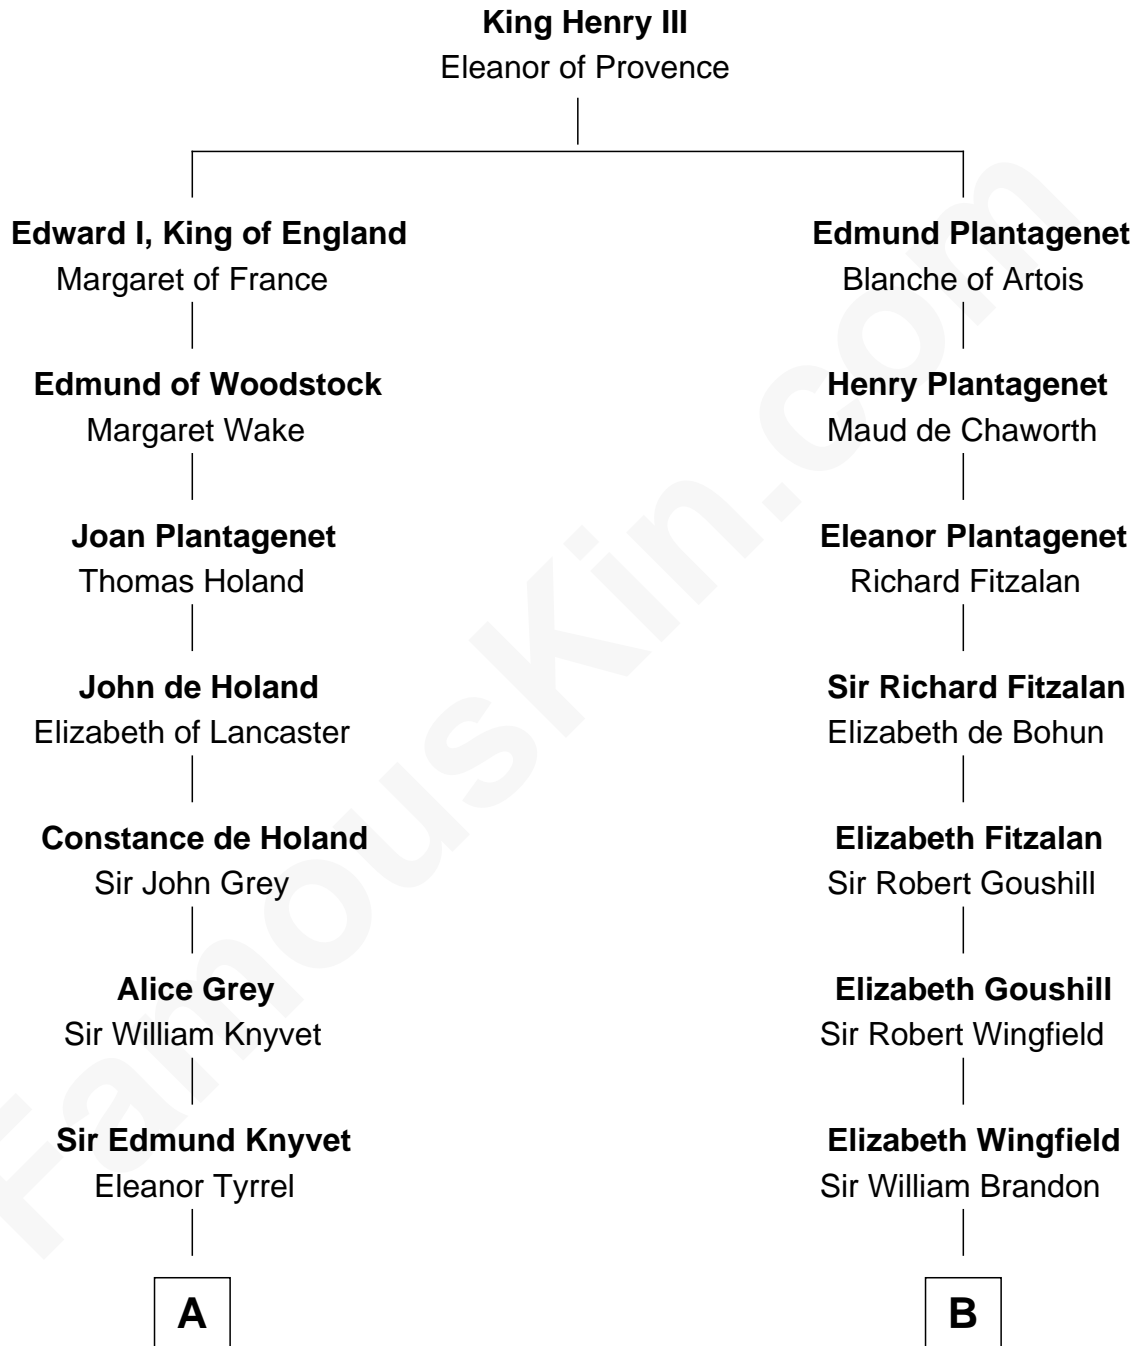 King Henry III
Eleanor of Provence
Edward I, King of England
Margaret of France
Edmund Plantagenet
Blanche of Artois
Edmund of Woodstock
Margaret Wake
Henry Plantagenet
Maud de Chaworth
Joan Plantagenet
Thomas Holand
Eleanor Plantagenet
Richard Fitzalan
John de Holand
Elizabeth of Lancaster
Sir Richard Fitzalan
Elizabeth de Bohun
Constance de Holand
Sir John Grey
Elizabeth Fitzalan
Sir Robert Goushill
Alice Grey
Sir William Knyvet
Elizabeth Goushill
Sir Robert Wingfield
Sir Edmund Knyvet
Eleanor Tyrrel
Elizabeth Wingfield
Sir William Brandon
A
B
FamousKin.com